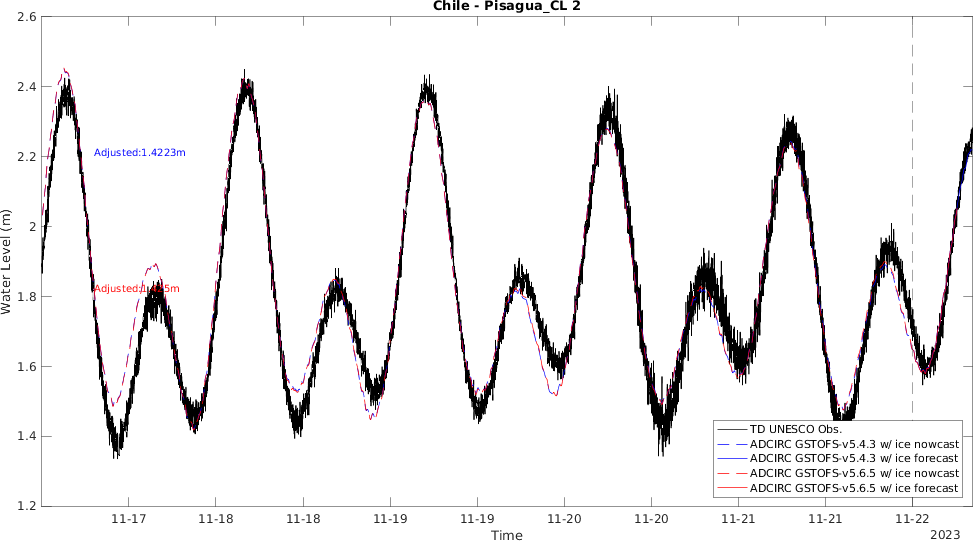 Chile - Pisagua_CL 2
2.6
2.4
2.2
2
1.8
1.6
1.4
1.2
Water Level (m)
Adjusted:1.4223m
TD UNESCO Obs.
ADCIRC GSTOFS-v5.4.3 w/ ice nowcast
ADCIRC GSTOFS-v5.4.3 w/ ice forecast
ADCIRC GSTOFS-v5.6.5 w/ ice nowcast
ADCIRC GSTOFS-v5.6.5 w/ ice forecast
11-17 11-18 11-18 11-19 11-19 11-20 11-20 11-21 11-21 11-22
Time
2023